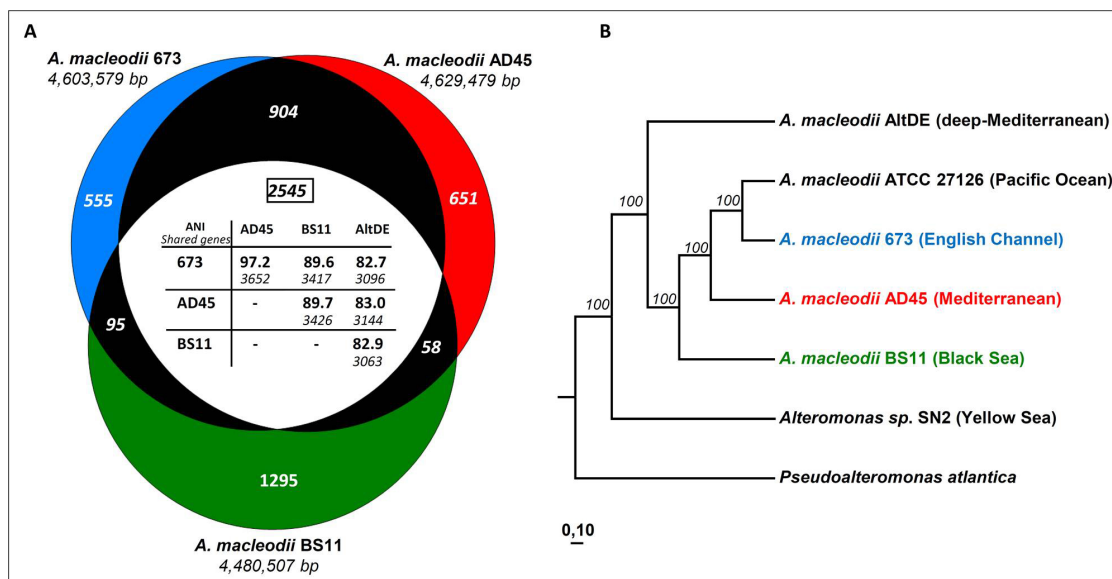 A
A. macleodii 673
4,603,579 bp
A. macleodii AD45
4,629,479 bp
904
555
651
2545
ANI
Shared genes
AD45 BS11 AltDE
673 97.2 89.6 82.7
3652 3417 3096
AD45 - 89.7 83.0
3426 3144
BS11 - - 82.9
3063
95
58
1295
A. macleodii BS11
4,480,507 bp
B
A. macleodii AltDE (deep-Mediterranean)
A. macleodii ATCC 27126 (Pacific Ocean)
100
100
A. macleodii 673 (English Channel)
100
A. macleodii AD45 (Mediterranean)
100
100
A. macleodii BS11 (Black Sea)
Alteromonas sp. SN2 (Yellow Sea)
Pseudoalteromonas atlantica
0,10